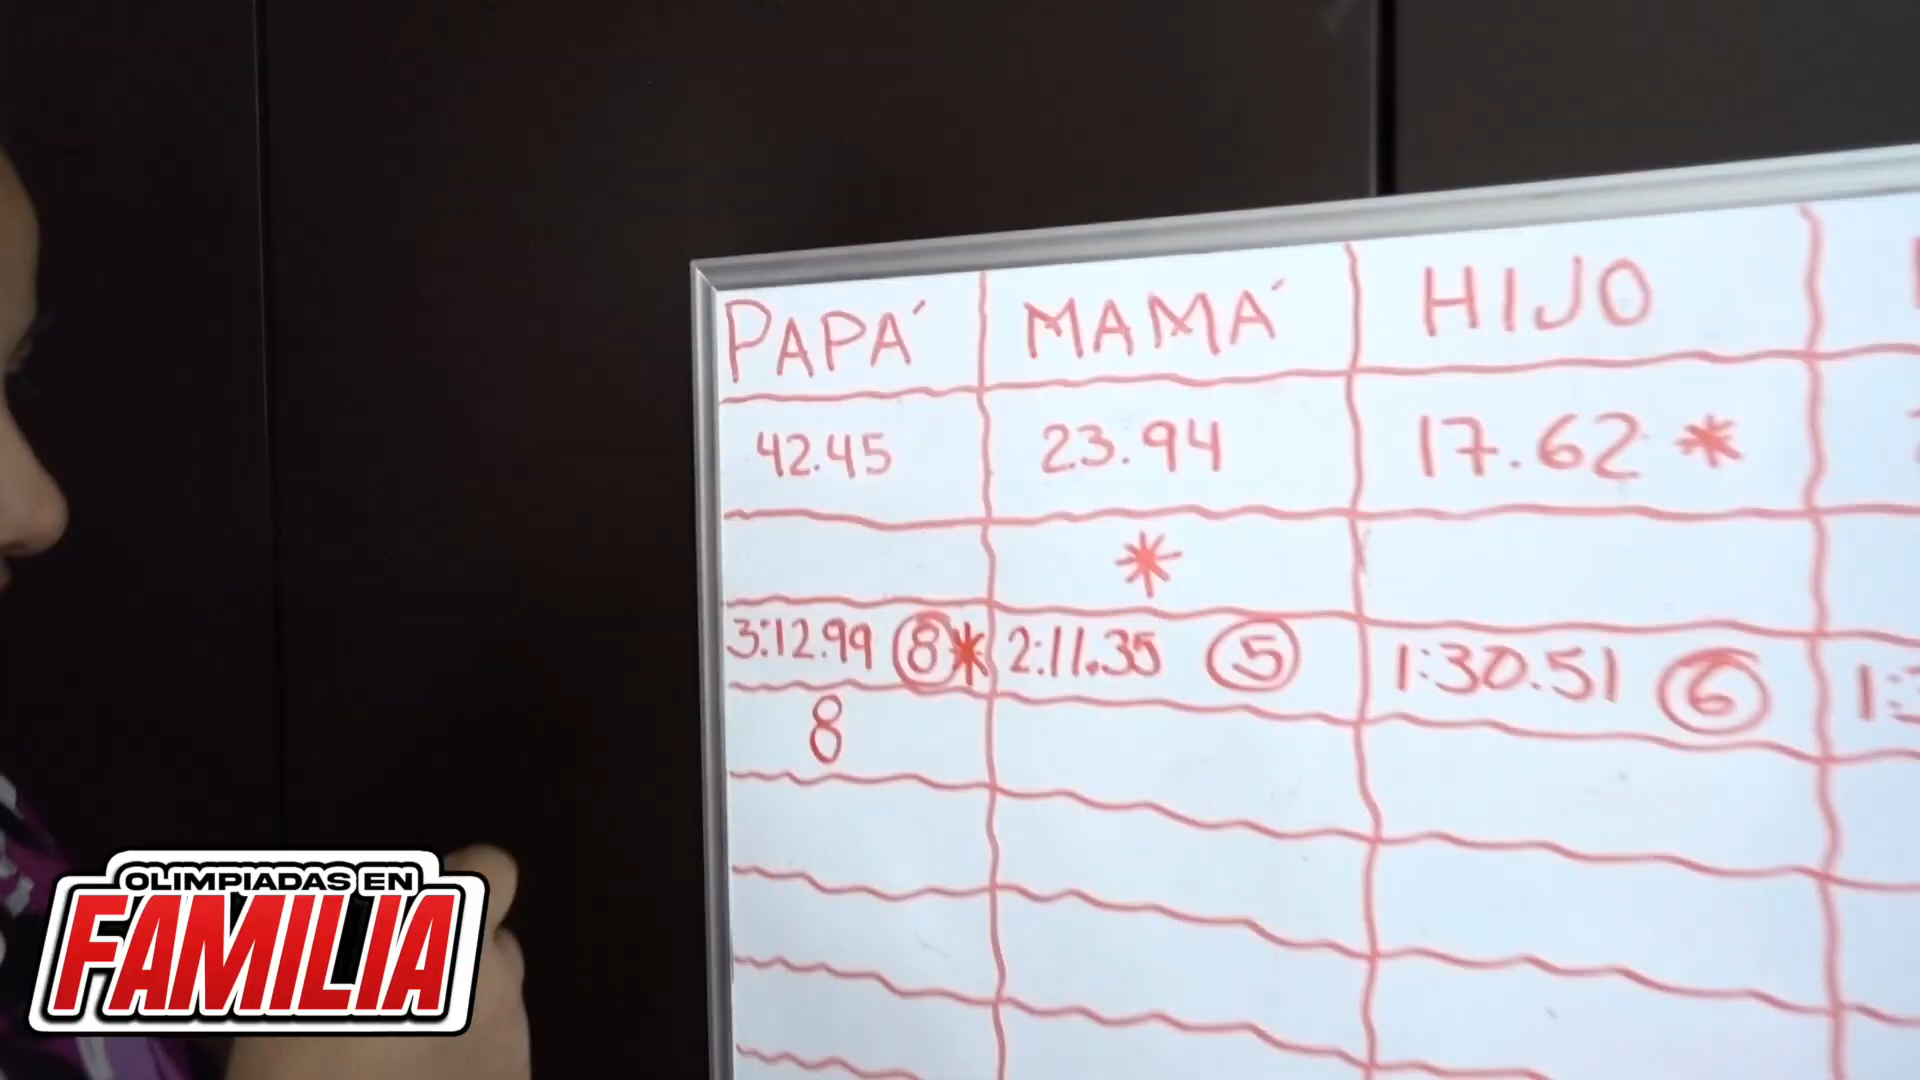 PAPÁ MAMÁ HIJO
42.45 23.94 17.62 *
*
3:12.99 8 * 2:11.35 5 1:30.51 6
8
OLIMPIADAS EN
FAMILIA